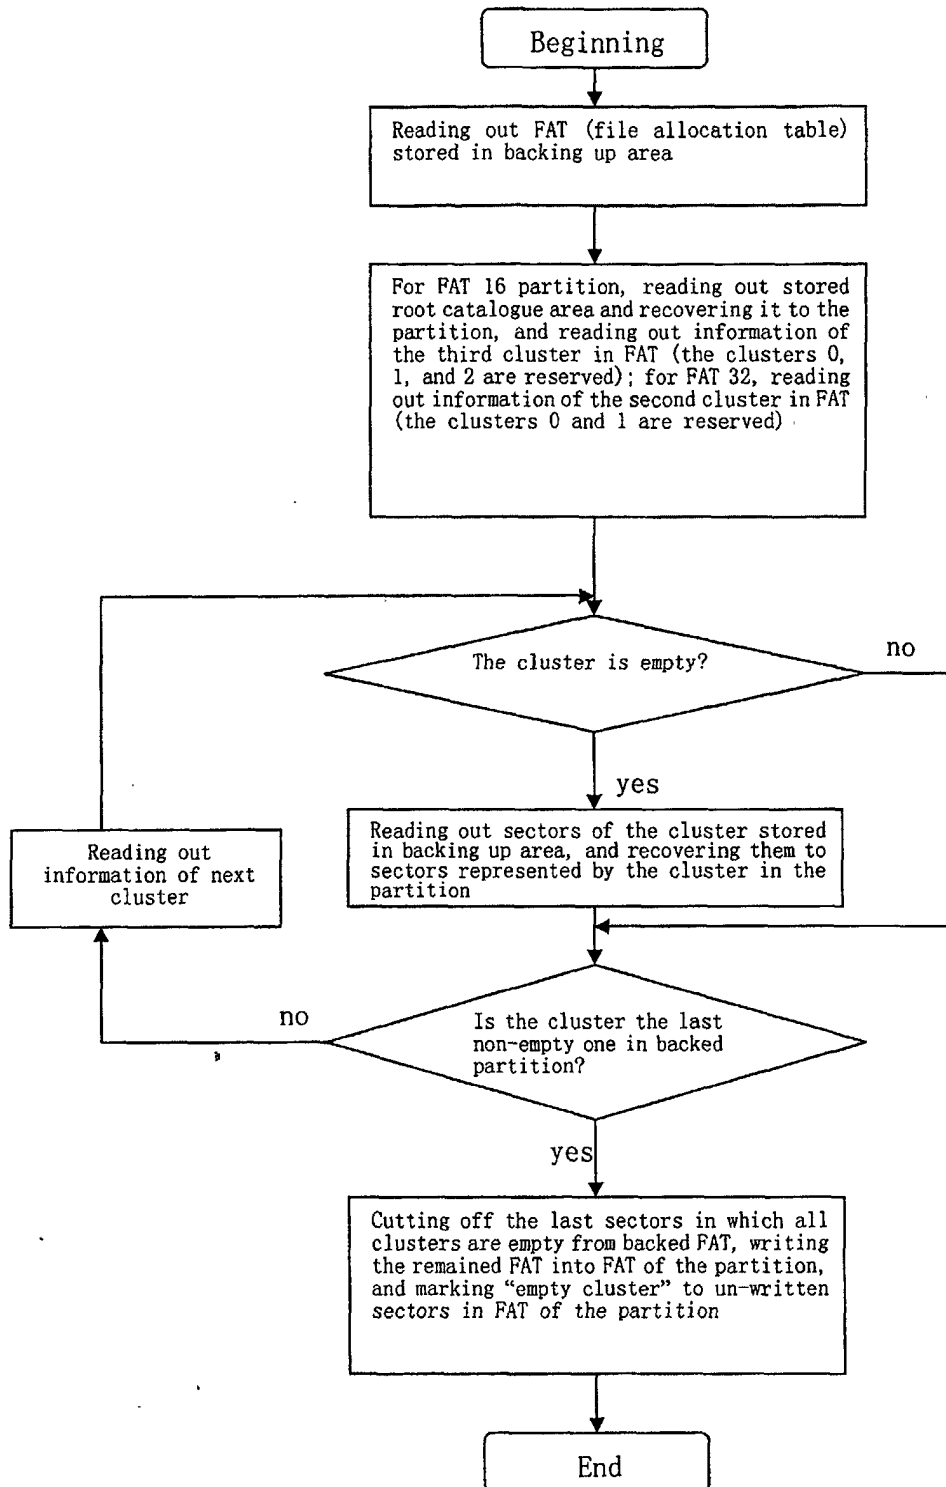 Beginning
Reading out FAT (file allocation table)
stored in backing up area
For FAT 16 partition, reading out stored
root catalogue area and recovering it to the
partition, and reading out information of
the third cluster in FAT (the clusters 0,
1, and 2 are reserved); for FAT 32, reading
out information of the second cluster in FAT
(the clusters 0 and 1 are reserved)
The cluster is empty?
no
yes
Reading out sectors of the cluster stored
in backing up area, and recovering them to
sectors represented by the cluster in the
partition
Reading out
information of next
cluster
no
Is the cluster the last
non-empty one in backed
partition?
yes
Cutting off the last sectors in which all
clusters are empty from backed FAT, writing
the remained FAT into FAT of the partition,
and marking “empty cluster” to un-written
sectors in FAT of the partition
End